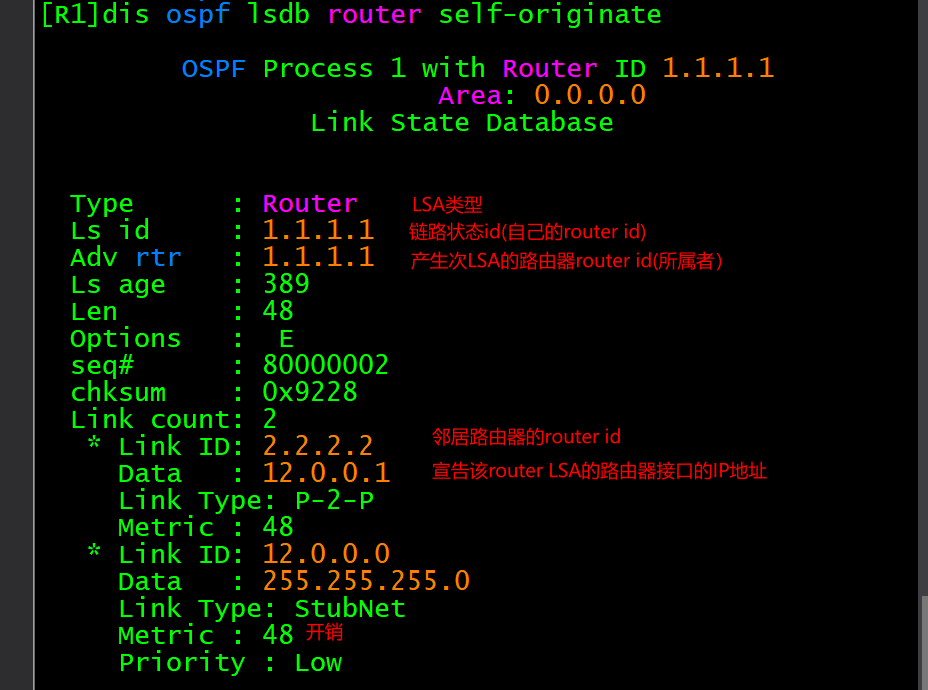 [R1]dis ospf lsdb router self-originate
OSPF Process 1 with Router ID 1.1.1.1
Area: 0.0.0.0
Link State Database
Type : Router LSA类型
Ls id : 1.1.1.1 链路状态id(自己的router id)
Adv rtr : 1.1.1.1 产生次LSA的路由器router id(所属者)
Ls age : 389
Len : 48
Options : E
seq# : 80000002
chksum : 0x9228
Link count: 2
* Link ID: 2.2.2.2 邻居路由器的router id
Data : 12.0.0.1 宣告该router LSA的路由器接口的IP地址
Link Type: P-2-P
Metric : 48
* Link ID: 12.0.0.0
Data : 255.255.255.0
Link Type: StubNet
Metric : 48 开销
Priority : Low